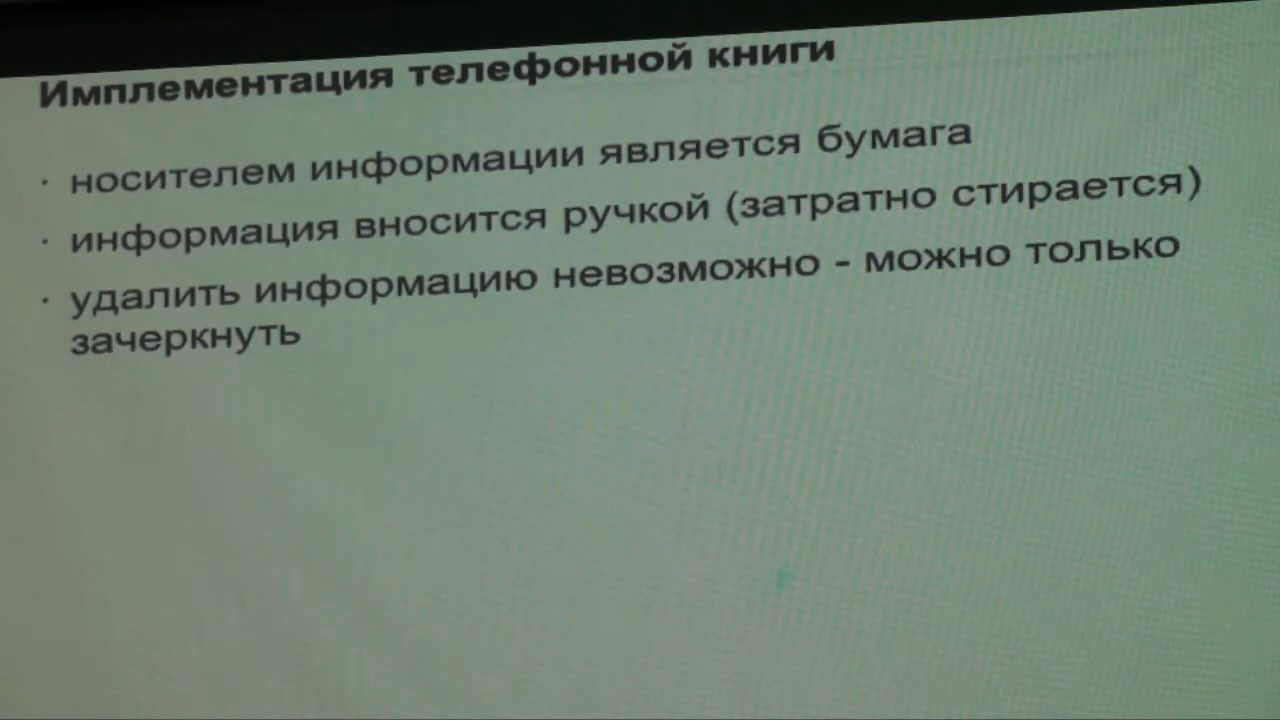 Имплементация телефонной книги
· носителем информации является бумага
· информация вносится ручкой (затратно стирается)
· удалить информацию невозможно - можно только
зачеркнуть